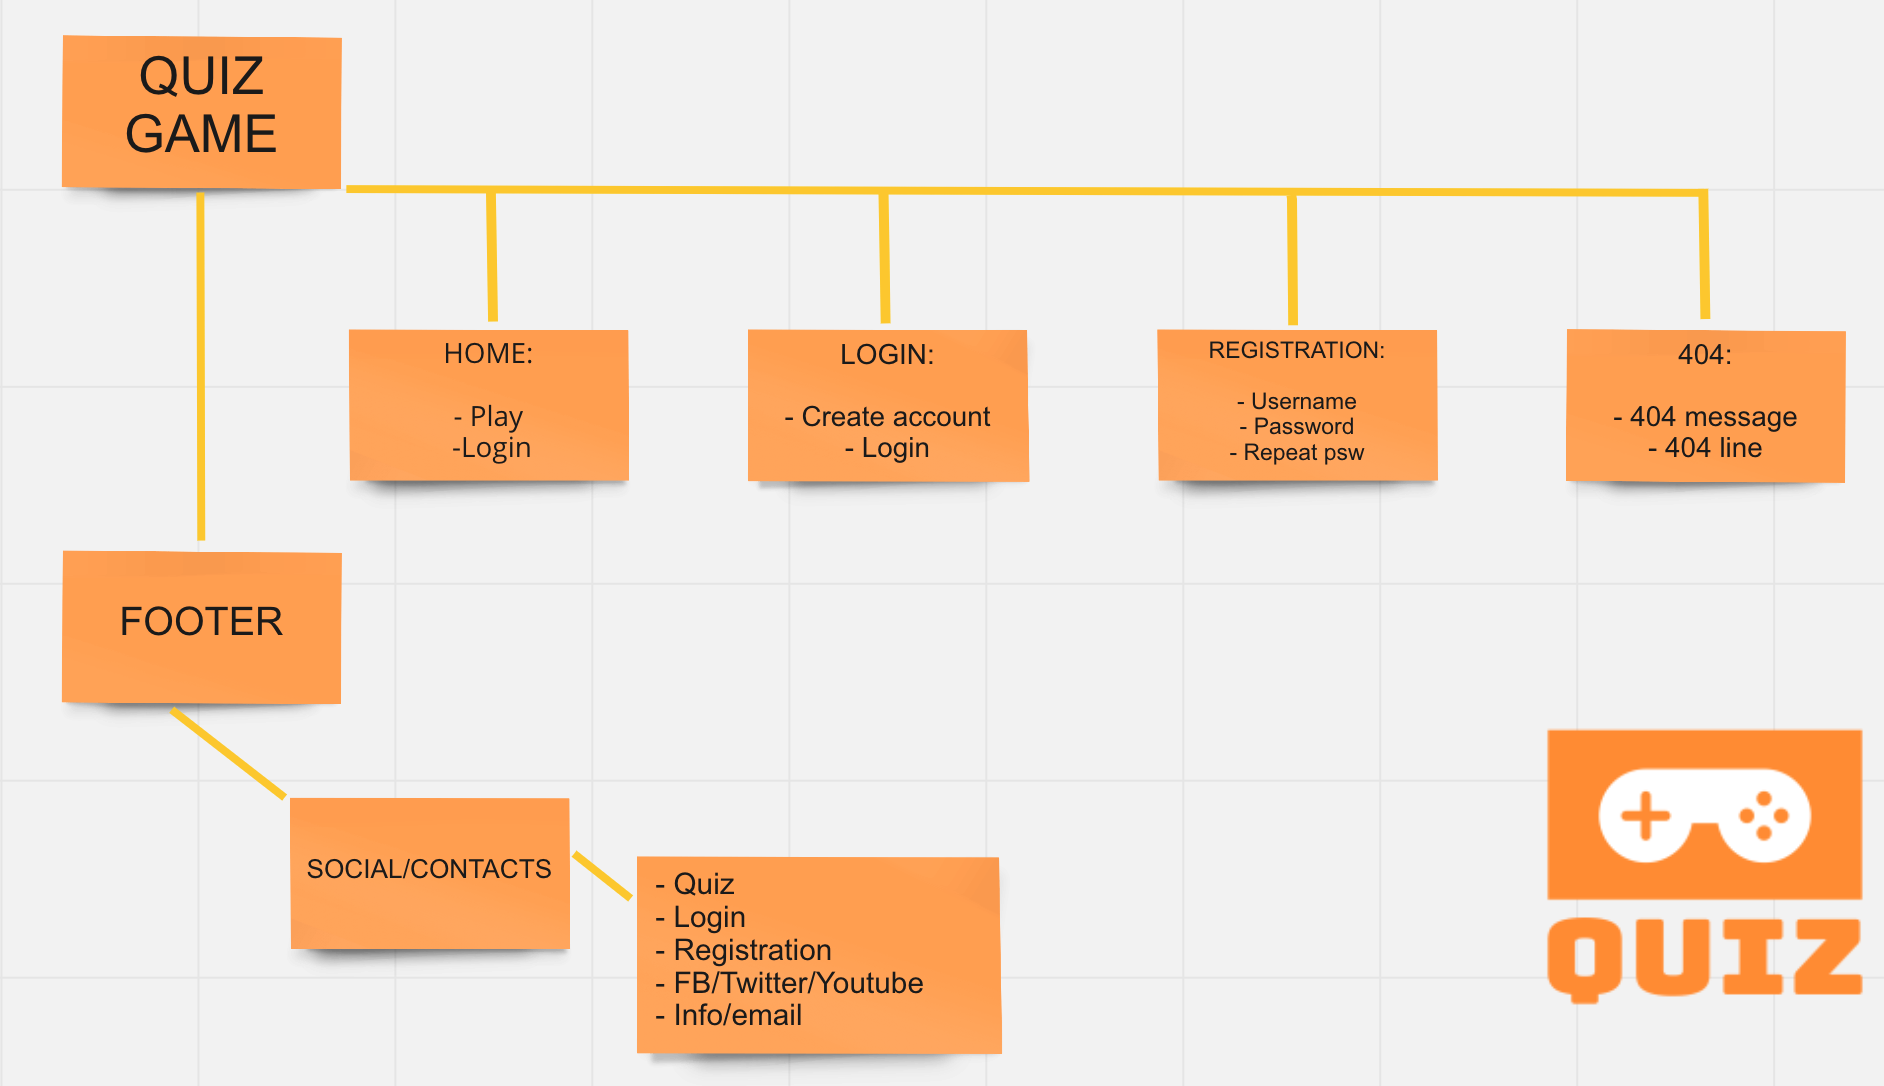 QUIZ
GAME
HOME:
- Play
-Login
LOGIN:
- Create account
- Login
REGISTRATION:
- Username
- Password
- Repeat psw
404:
- 404 message
- 404 line
FOOTER
SOCIAL/CONTACTS
- Quiz
- Login
- Registration
- FB/Twitter/Youtube
- Info/email
QUIZ